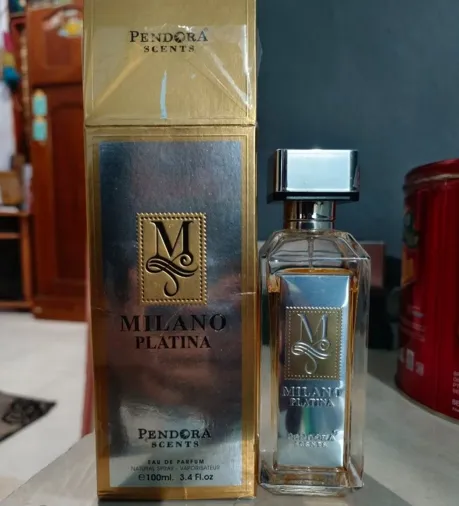 PENDORA
SCENTS
M
MILANO
PLATINA
PENDORA
SCENTS
EAU DE PARFUM
NATURAL SPRAY - VAPORISATEUR
℮100ml. 3.4 Fl.oz
M
MILANO
PLATINA
PENDORA
SCENTS